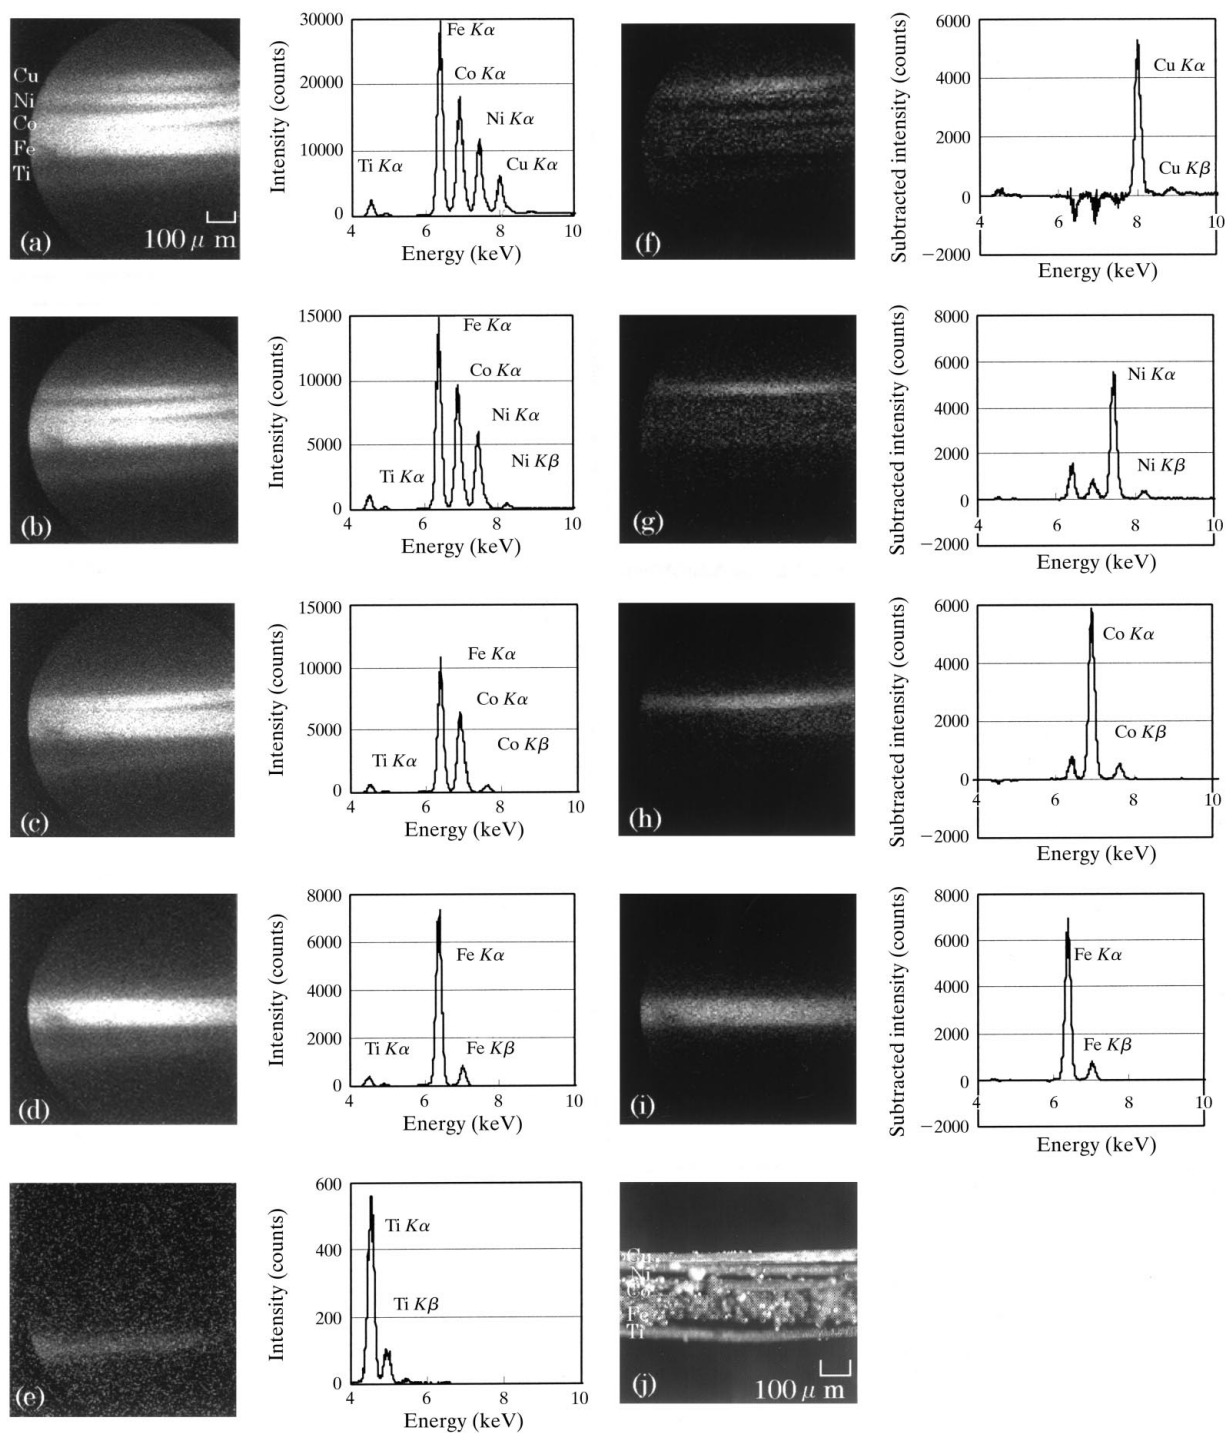 Cu
Ni
Co
Fe
Ti
(a)
100 μ m
Intensity (counts)
30000
20000
10000
0
Fe Kα
Co Kα
Ni Kα
Cu Kα
Ti Kα
4 6 8 10
Energy (keV)
(f)
Subtracted intensity (counts)
6000
4000
2000
0
−2000
Cu Kα
Cu Kβ
4 6 8 10
Energy (keV)
(b)
Intensity (counts)
15000
10000
5000
0
Fe Kα
Co Kα
Ni Kα
Ni Kβ
Ti Kα
4 6 8 10
Energy (keV)
(g)
Subtracted intensity (counts)
8000
6000
4000
2000
0
−2000
Ni Kα
Ni Kβ
4 6 8 10
Energy (keV)
(c)
Intensity (counts)
15000
10000
5000
0
Fe Kα
Co Kα
Co Kβ
Ti Kα
4 6 8 10
Energy (keV)
(h)
Subtracted intensity (counts)
6000
4000
2000
0
−2000
Co Kα
Co Kβ
4 6 8 10
Energy (keV)
(d)
Intensity (counts)
8000
6000
4000
2000
0
Fe Kα
Ti Kα
Fe Kβ
4 6 8 10
Energy (keV)
(i)
Subtracted intensity (counts)
8000
6000
4000
2000
0
−2000
Fe Kα
Fe Kβ
4 6 8 10
Energy (keV)
(e)
Intensity (counts)
600
400
200
0
Ti Kα
Ti Kβ
4 6 8 10
Energy (keV)
Cu
Ni
Co
Fe
Ti
(j)
100 μ m